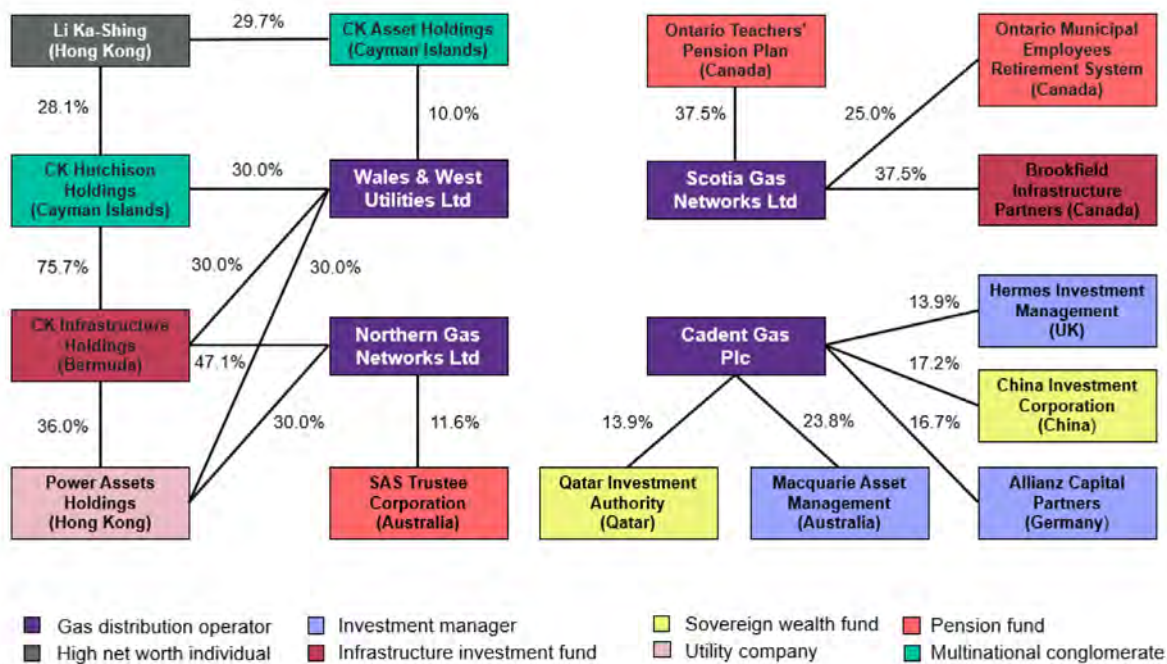 Li Ka-Shing
(Hong Kong)
29.7%
CK Asset Holdings
(Cayman Islands)
Ontario Teachers'
Pension Plan
(Canada)
Ontario Municipal
Employees
Retirement System
(Canada)
28.1%
10.0%
37.5%
25.0%
CK Hutchison
Holdings
(Cayman Islands)
30.0%
Wales & West
Utilities Ltd
Scotia Gas
Networks Ltd
37.5%
Brookfield
Infrastructure
Partners (Canada)
75.7%
30.0%
30.0%
CK Infrastructure
Holdings
(Bermuda)
47.1%
Northern Gas
Networks Ltd
Cadent Gas
Plc
13.9%
Hermes Investment
Management
(UK)
17.2%
China Investment
Corporation
(China)
36.0%
30.0%
11.6%
13.9%
23.8%
16.7%
Power Assets
Holdings
(Hong Kong)
SAS Trustee
Corporation
(Australia)
Qatar Investment
Authority
(Qatar)
Macquarie Asset
Management
(Australia)
Allianz Capital
Partners
(Germany)
Gas distribution operator
Investment manager
Sovereign wealth fund
Pension fund
High net worth individual
Infrastructure investment fund
Utility company
Multinational conglomerate